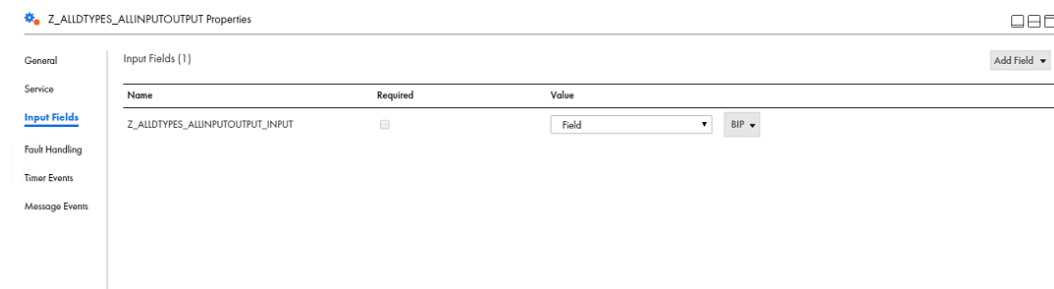 Z_ALLDTYPES_ALLINPUTOUTPUT Properties
General
Service
Input Fields
Fault Handling
Timer Events
Message Events
Input Fields (1)
Add Field
Name Required Value
Z_ALLDTYPES_ALLINPUTOUTPUT_INPUT Field BIP